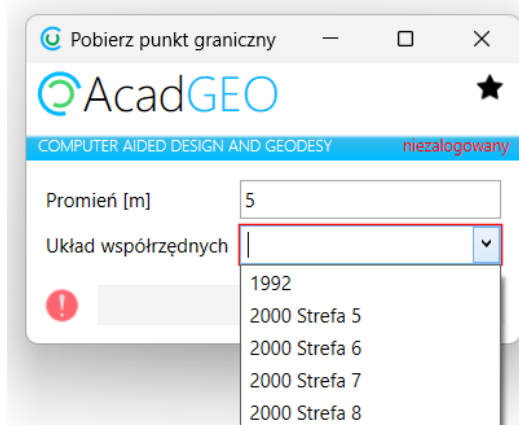 Pobierz punkt graniczny
AcadGEO
COMPUTER AIDED DESIGN AND GEODESY niezalogowany
Promień [m] 5
Układ współrzędnych
1992
2000 Strefa 5
2000 Strefa 6
2000 Strefa 7
2000 Strefa 8